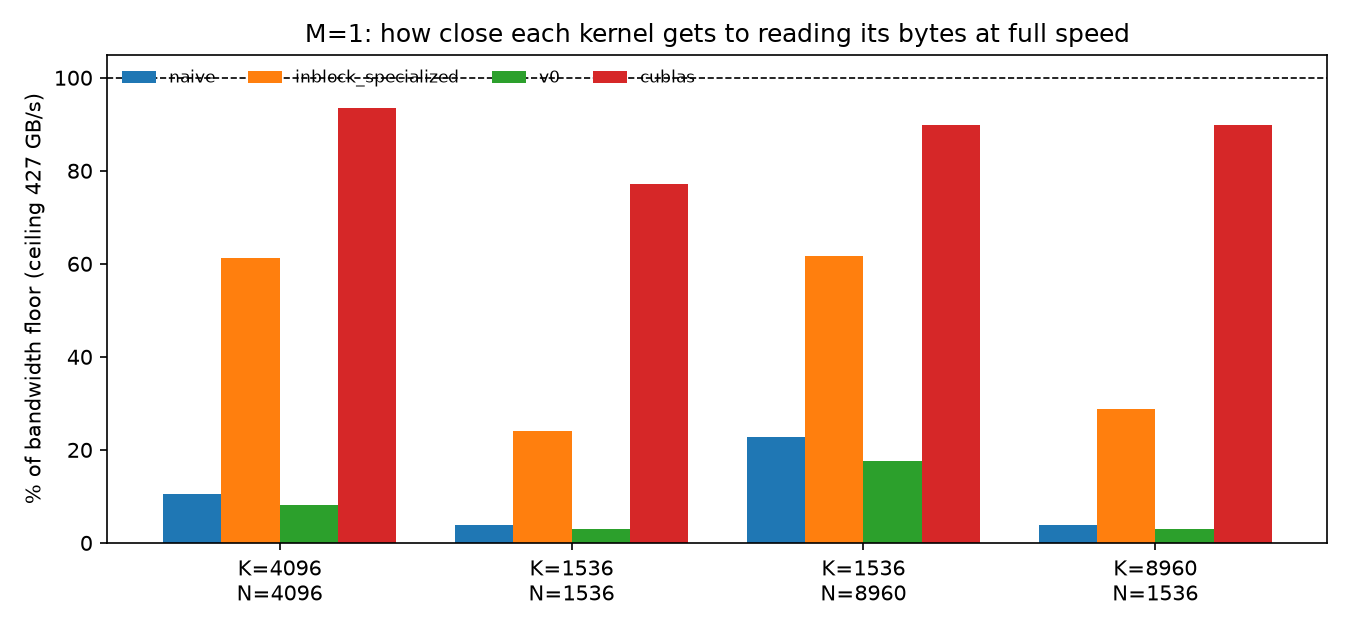 M=1: how close each kernel gets to reading its bytes at full speed
% of bandwidth floor (ceiling 427 GB/s)
100
80
60
40
20
0
naive inblock_specialized v0 cublas
K=4096
N=4096
K=1536
N=1536
K=1536
N=8960
K=8960
N=1536